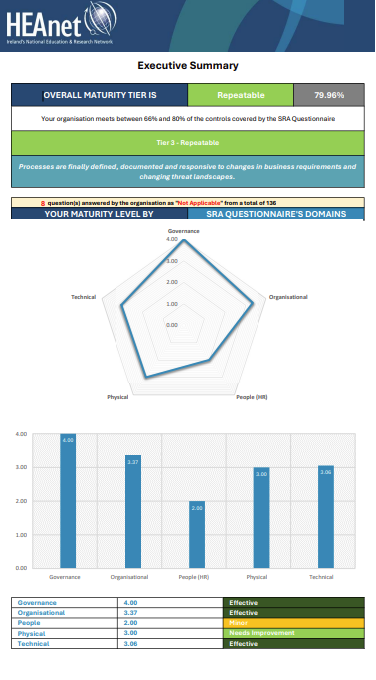 HEAnet
Ireland's National Education & Research Network
Executive Summary
OVERALL MATURITY TIER IS Repeatable 79.96%
Your organisation meets between 66% and 80% of the controls covered by the SRA Questionnaire
Tier 3 - Repeatable
Processes are finally defined, documented and responsive to changes in business requirements and
changing threat landscapes.
8 question(s) answered by the organisation as "Not Applicable" from a total of 136
YOUR MATURITY LEVEL BY SRA QUESTIONNAIRE'S DOMAINS
Governance
4.00
3.00
2.00
1.00
0.00
Technical
Organisational
Physical
People (HR)
4.00
3.00
2.00
1.00
0.00
4.00
3.37
2.00
3.00
3.06
Governance Organisational People (HR) Physical Technical
Governance 4.00 Effective
Organisational 3.37 Effective
People 2.00 Minor
Physical 3.00 Needs Improvement
Technical 3.06 Effective